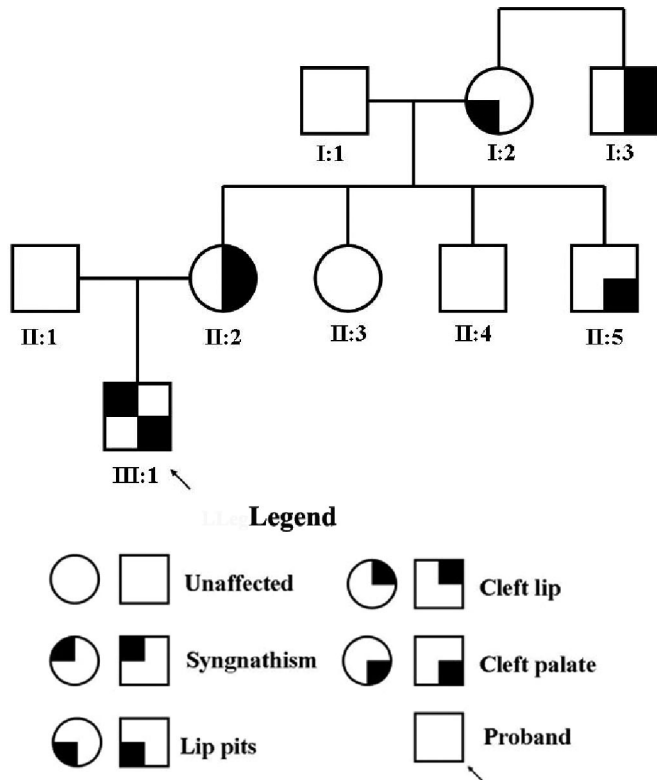 I:1 I:2 I:3
II:1 II:2 II:3 II:4 II:5
III:1
Legend
Unaffected Cleft lip
Syngnathism Cleft palate
Lip pits Proband